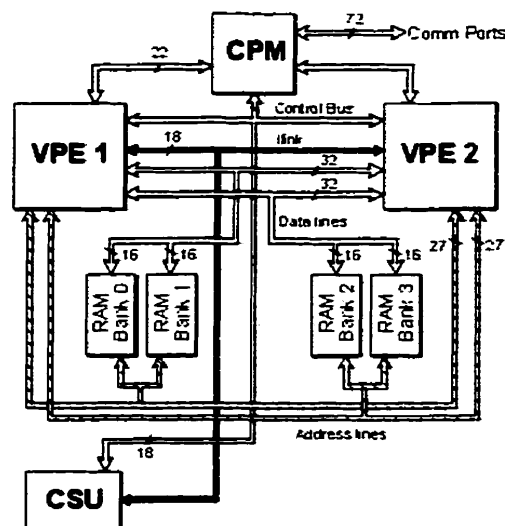 72
Comm Ports
CPM
Control Bus
18
ilink
VPE 1
VPE 2
32
32
Data lines
16
16
16
16
27
27
RAM Bank 0
RAM Bank 1
RAM Bank 2
RAM Bank 3
Address lines
18
CSU